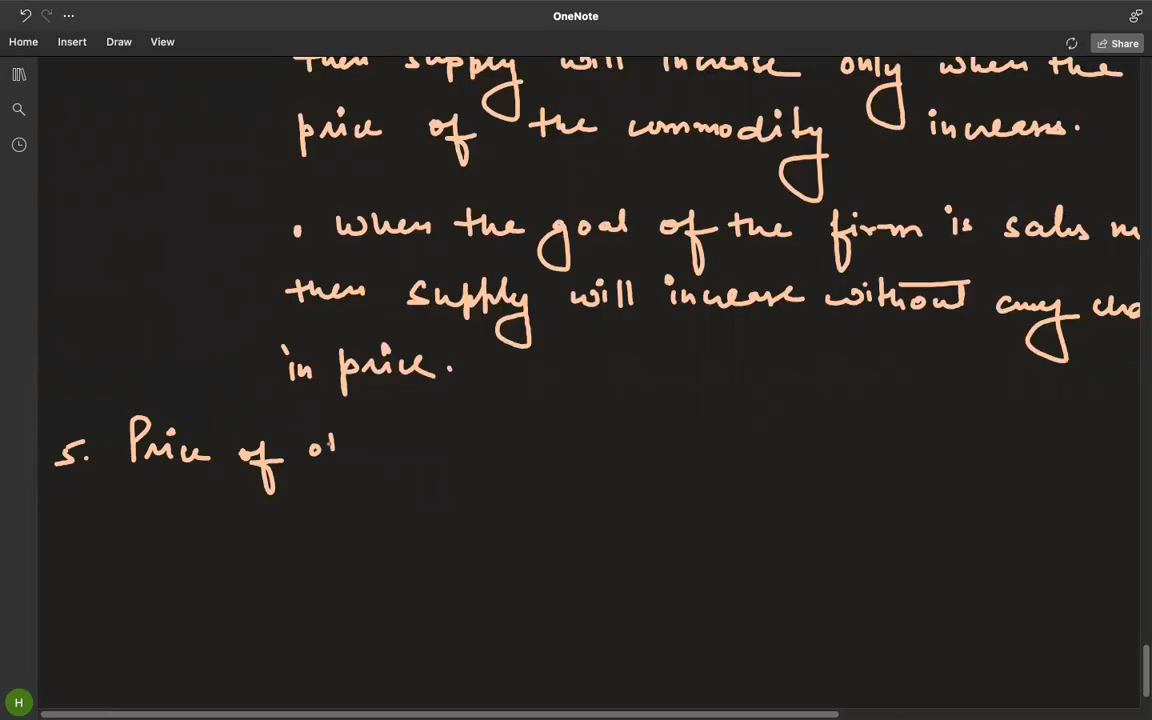 OneNote
Home Insert Draw View
Share
then supply will increase only when the
price of the commodity increases.
• When the goal of the firm is sales
then supply will increase without any
in price.
5. Price of
H